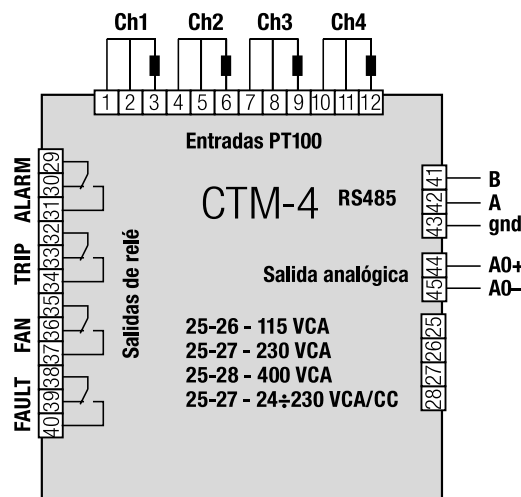 Ch1 Ch2 Ch3 Ch4
1 2 3 4 5 6 7 8 9 10 11 12
Entradas PT100
CTM-4
RS485
ALARM
29
30
31
TRIP
32
33
34
FAN
35
36
37
FAULT
38
39
40
Salidas de relé
41 B
42 A
43 gnd
Salida analógica
44 A0+
45 A0–
25-26 - 115 VCA
25-27 - 230 VCA
25-28 - 400 VCA
25-27 - 24÷230 VCA/CC
25
26
27
28